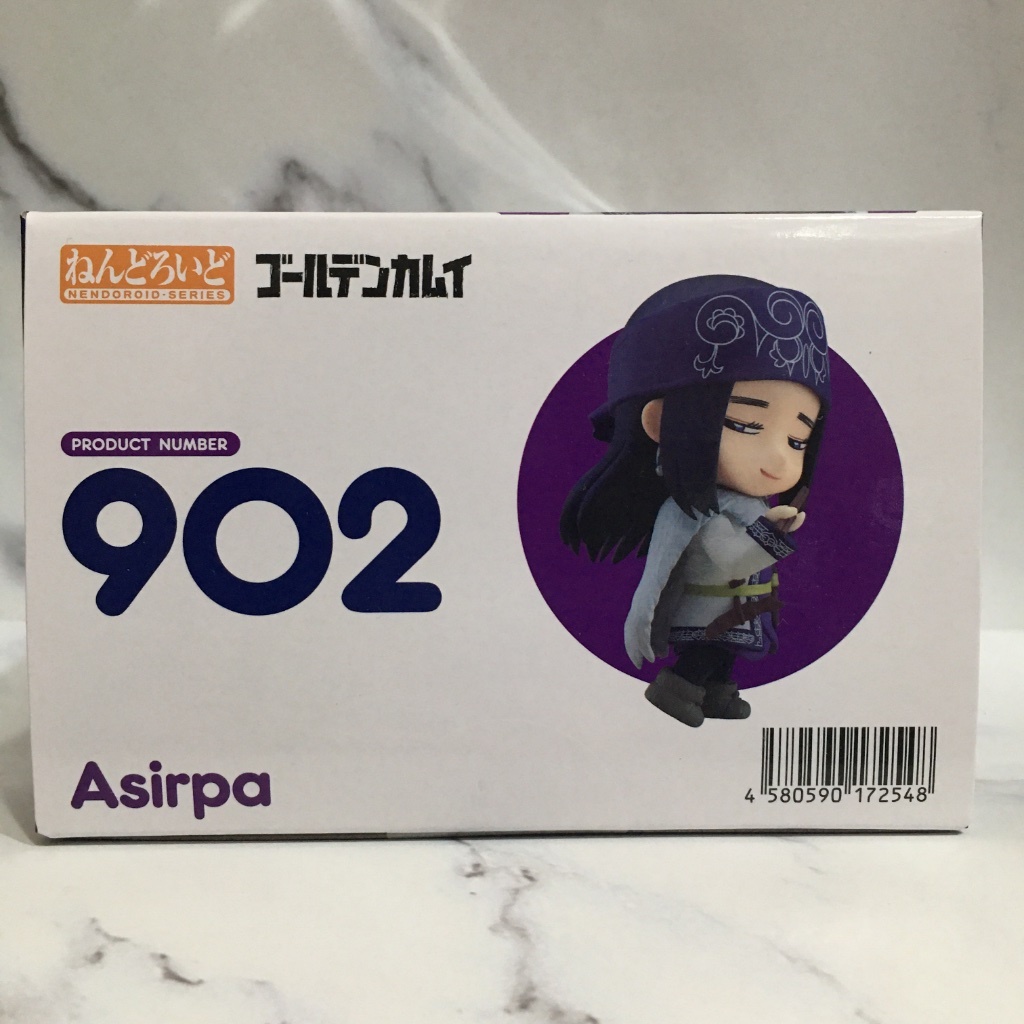 ねんどろいど
NENDOROID·SERIES
ゴールデンカムイ
PRODUCT NUMBER
902
Asirpa
4 580590 172548